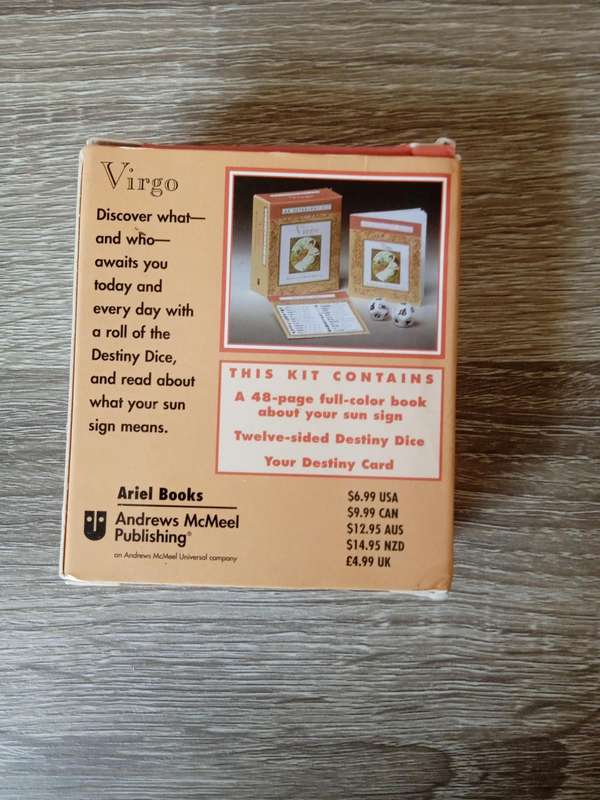 Virgo
Discover what—
and who—
awaits you
today and
every day with
a roll of the
Destiny Dice,
and read about
what your sun
sign means.
Virgo
THIS KIT CONTAINS
A 48-page full-color book
about your sun sign
Twelve-sided Destiny Dice
Your Destiny Card
Ariel Books
Andrews McMeel
Publishing®
an Andrews McMeel Universal company
$6.99 USA
$9.99 CAN
$12.95 AUS
$14.95 NZD
£4.99 UK